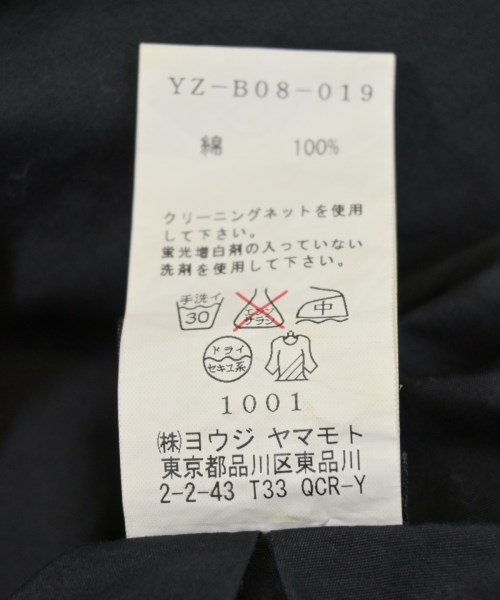 YZ-B08-019
綿 100%
クリーニングネットを使用
して下さい。
蛍光増白剤の入っていない
洗剤を使用して下さい。
手洗イ
30
エンソ
サラシ
中
ドライ
セキユ系
1001
㈱ヨウジ ヤマモト
東京都品川区東品川
2-2-43 T33 QCR-Y